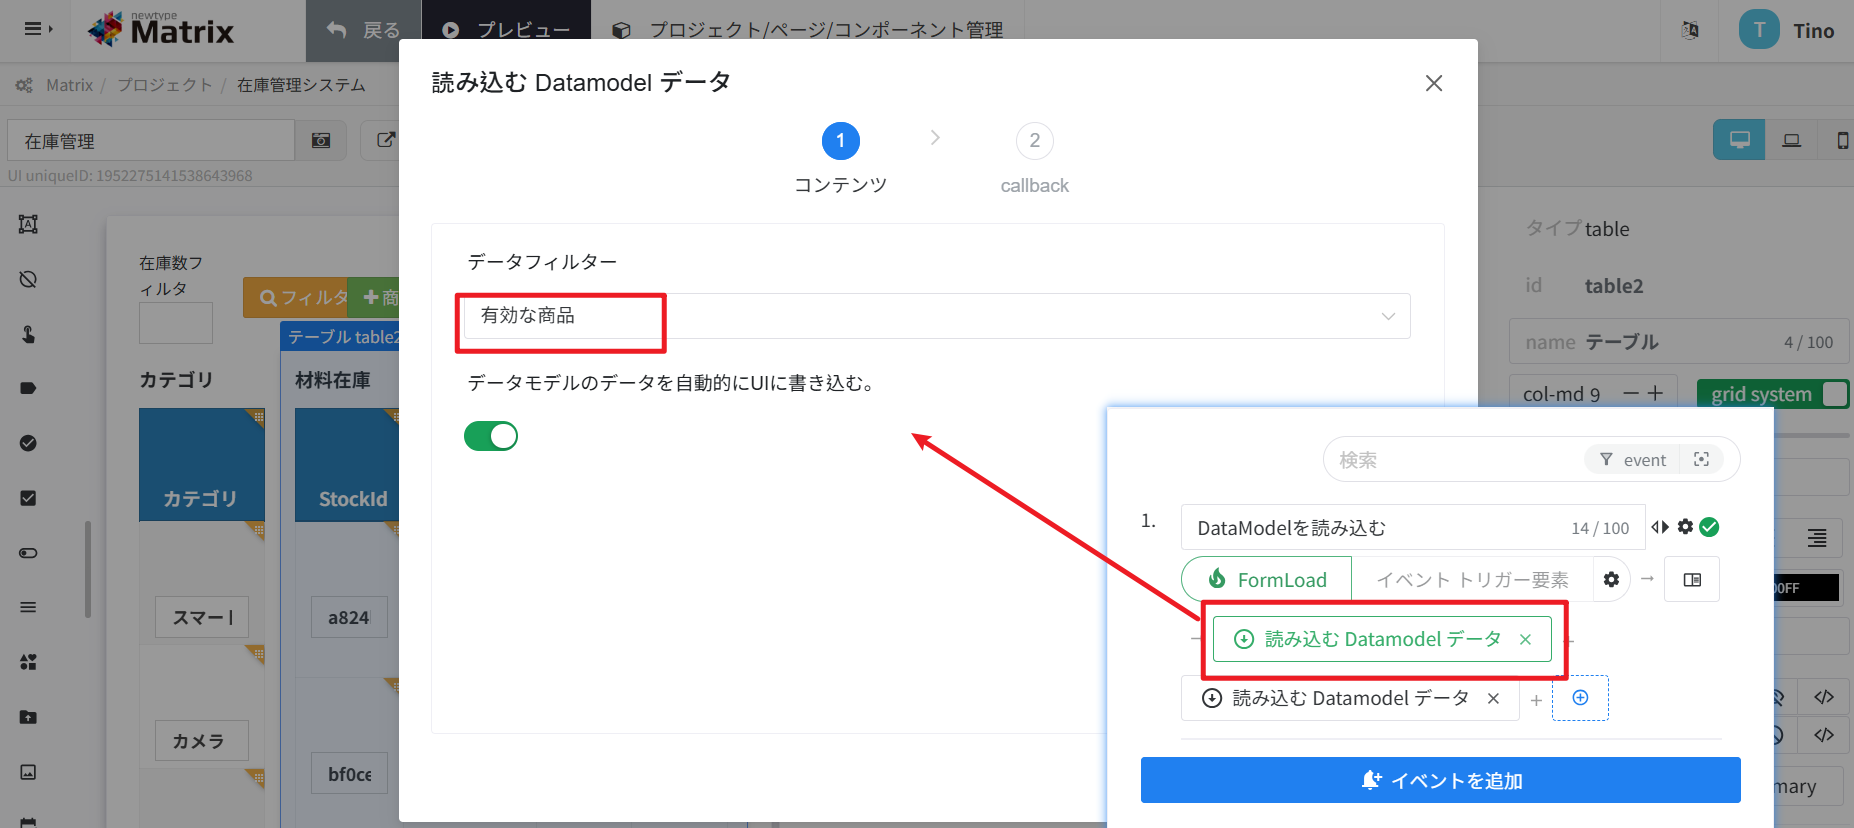 newtype
Matrix
戻る
プレビュー
プロジェクト/ページ/コンポーネント管理
T
Tino
Matrix / プロジェクト / 在庫管理システム
在庫管理
UI uniqueID: 1952275141538643968
在庫数フ
ィルタ
フィルタ
商
テーブル table2
カテゴリ
材料在庫
カテゴリ
StockId
スマート
a824
カメラ
bf0ce
読み込む Datamodel データ
1
2
コンテンツ
callback
データフィルター
有効な商品
データモデルのデータを自動的にUIに書き込む。
タイプ table
id table2
name テーブル 4 / 100
col-md 9
grid system
検索
event
1.
DataModelを読み込む 14 / 100
FormLoad
イベント トリガー要素
読み込む Datamodel データ
読み込む Datamodel データ
イベントを追加
00FF
mary